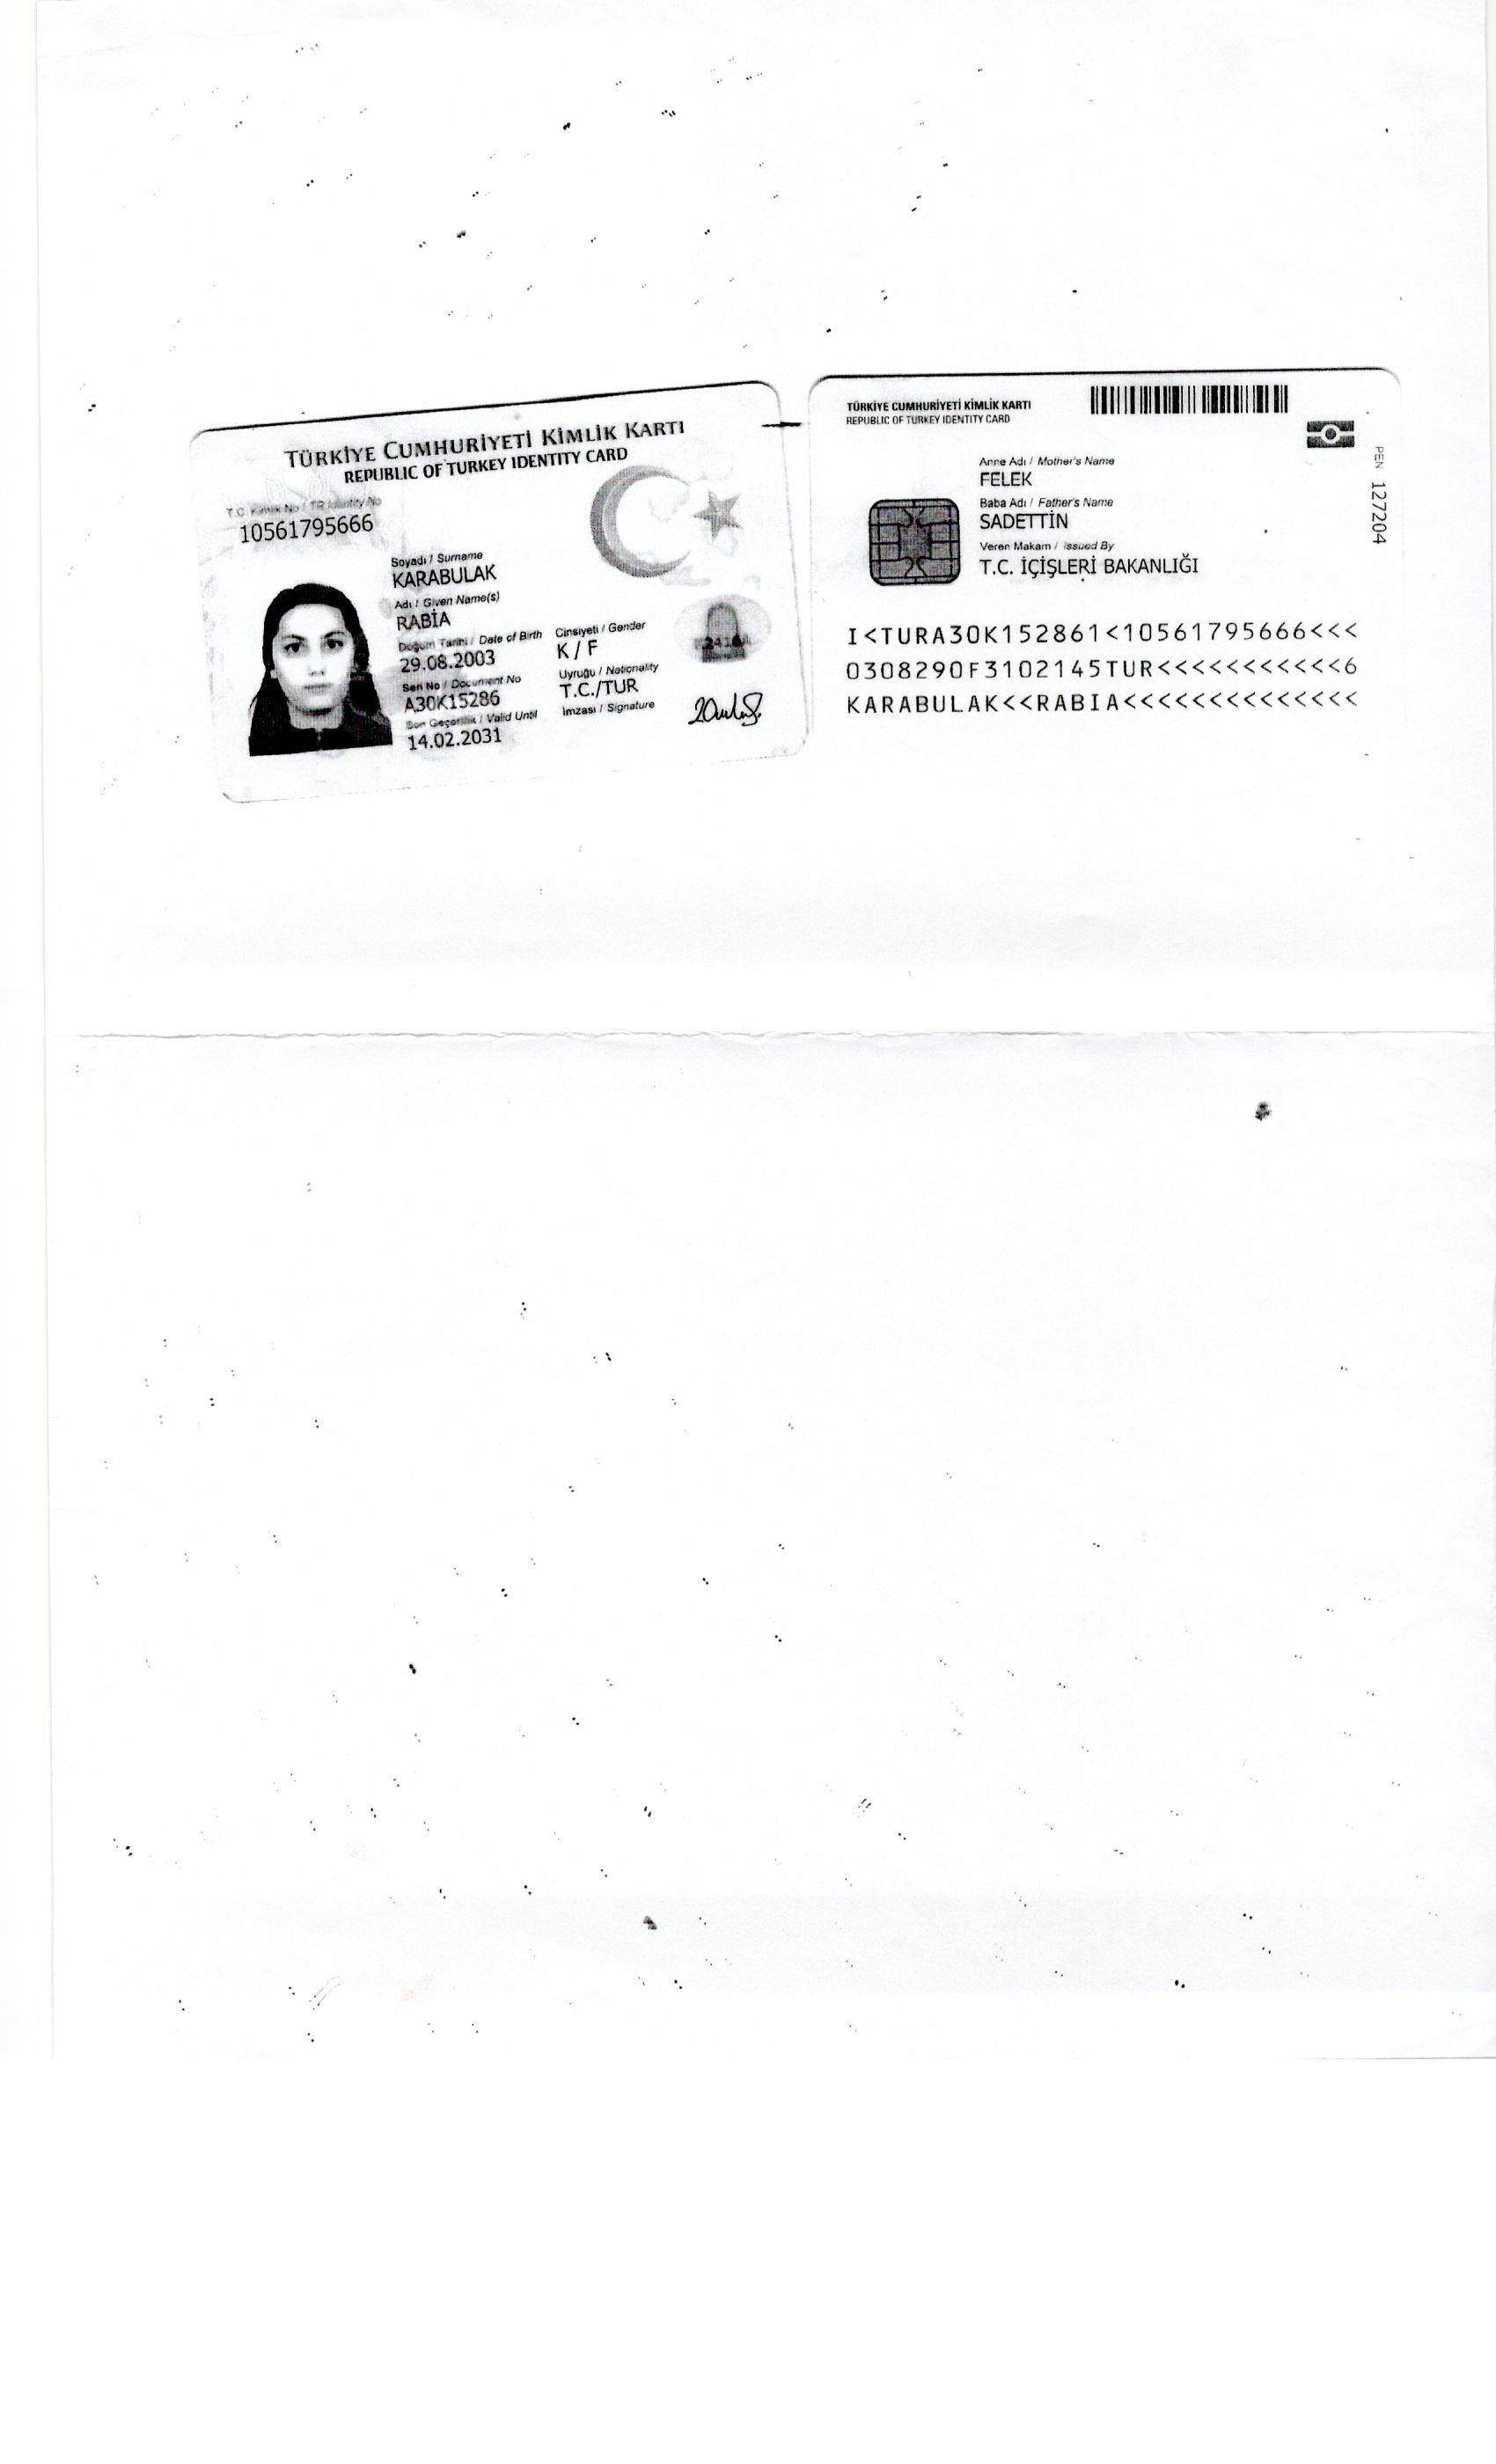 TÜRKİYE CUMHURİYETİ KİMLİK KARTI
REPUBLIC OF TURKEY IDENTITY CARD
T.C. Kimlik No / TR Identity No
10561795666
Soyadı / Surname
KARABULAK
Adı / Given Name(s)
RABİA
Doğum Tarihi / Date of Birth
29.08.2003
Cinsiyeti / Gender
K / F
Seri No / Document No
A30K15286
Uyruğu / Nationality
T.C./TUR
Son Geçerlilik / Valid Until
14.02.2031
İmzası / Signature
TÜRKİYE CUMHURİYETİ KİMLİK KARTI
REPUBLIC OF TURKEY IDENTITY CARD
Anne Adı / Mother's Name
FELEK
Baba Adı / Father's Name
SADETTİN
Veren Makam / Issued By
T.C. İÇİŞLERİ BAKANLIĞI
PEN 127204
I<TURA30K152861<10561795666<<<
0308290F3102145TUR<<<<<<<<<<<6
KARABULAK<<RABIA<<<<<<<<<<<<<<